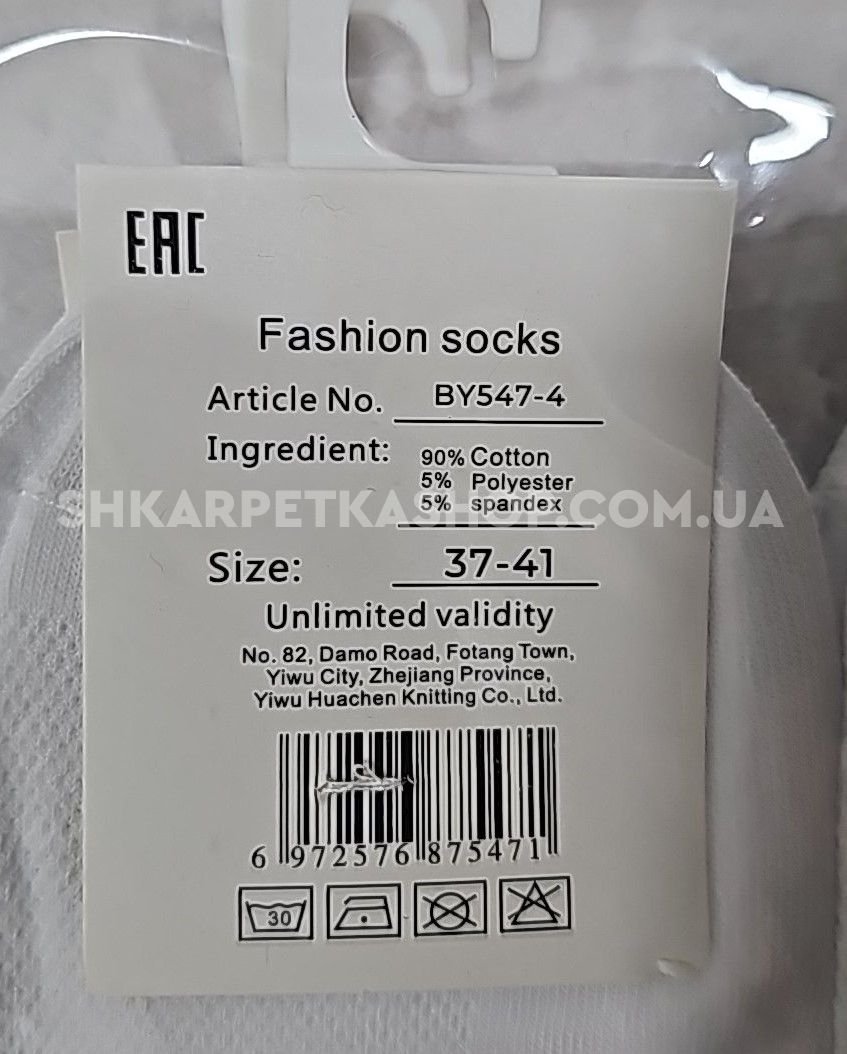 EAC
Fashion socks
Article No. BY547-4
Ingredient: 90% Cotton
5% Polyester
5% spandex
SHKARPETKASHOP.COM.UA
Size: 37-41
Unlimited validity
No. 82, Damo Road, Fotang Town,
Yiwu City, Zhejiang Province,
Yiwu Huachen Knitting Co., Ltd.
6 972576 875471
30